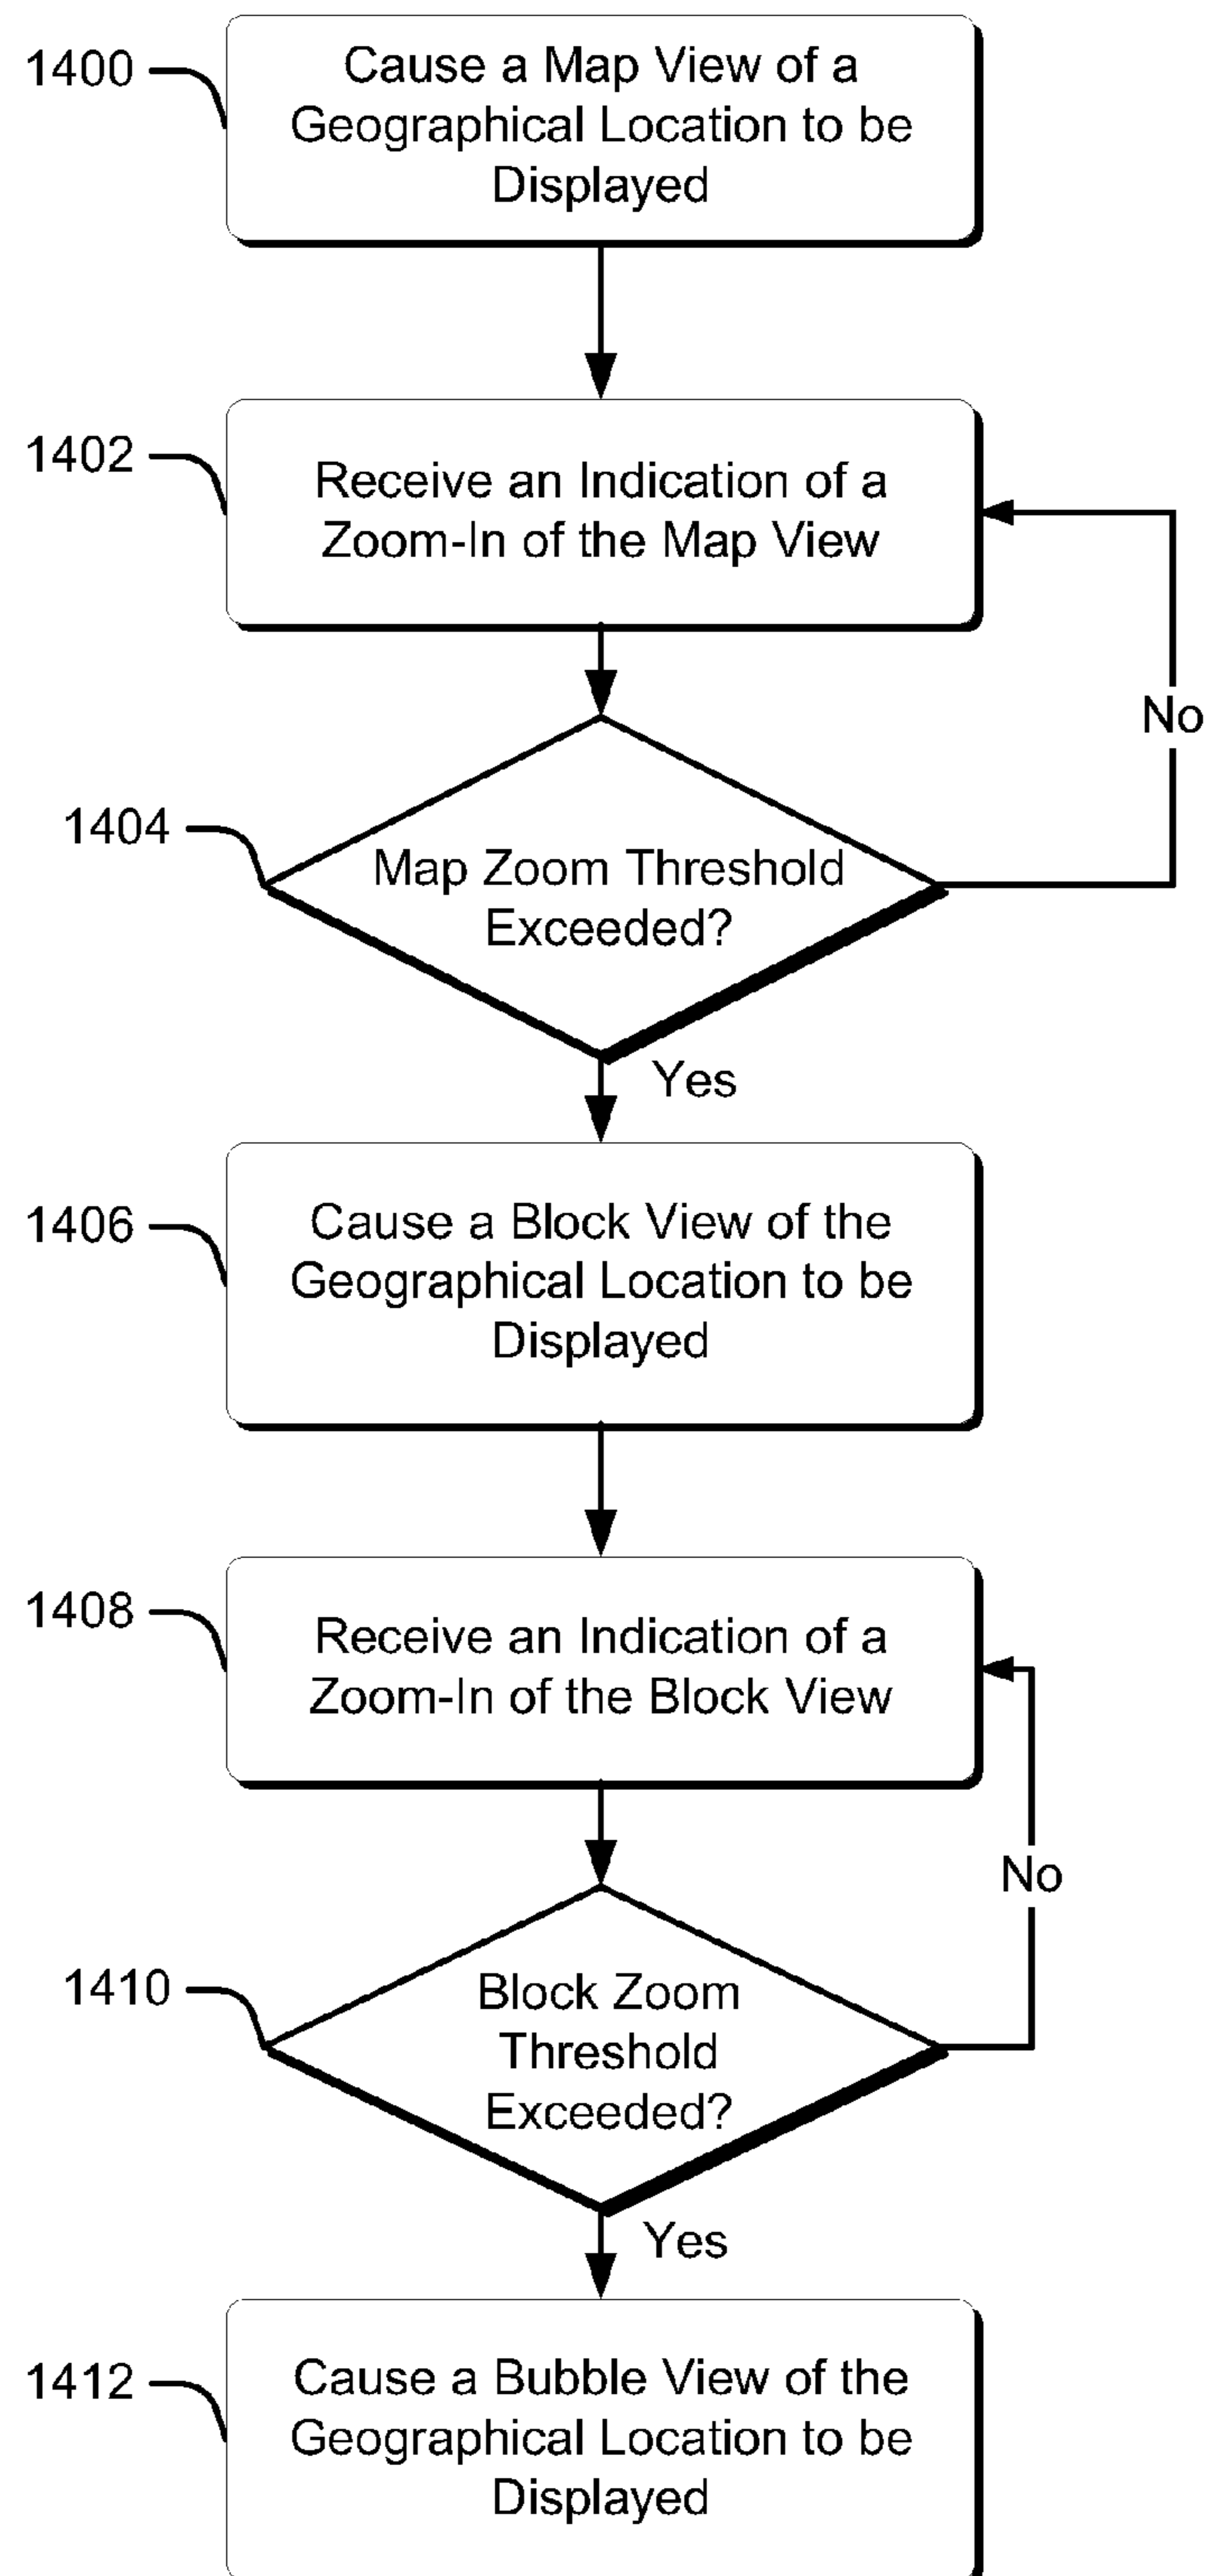 1400
Cause a Map View of a
Geographical Location to be
Displayed
1402
Receive an Indication of a
Zoom-In of the Map View
No
1404
Map Zoom Threshold
Exceeded?
Yes
1406
Cause a Block View of the
Geographical Location to be
Displayed
1408
Receive an Indication of a
Zoom-In of the Block View
No
1410
Block Zoom
Threshold
Exceeded?
Yes
1412
Cause a Bubble View of the
Geographical Location to be
Displayed